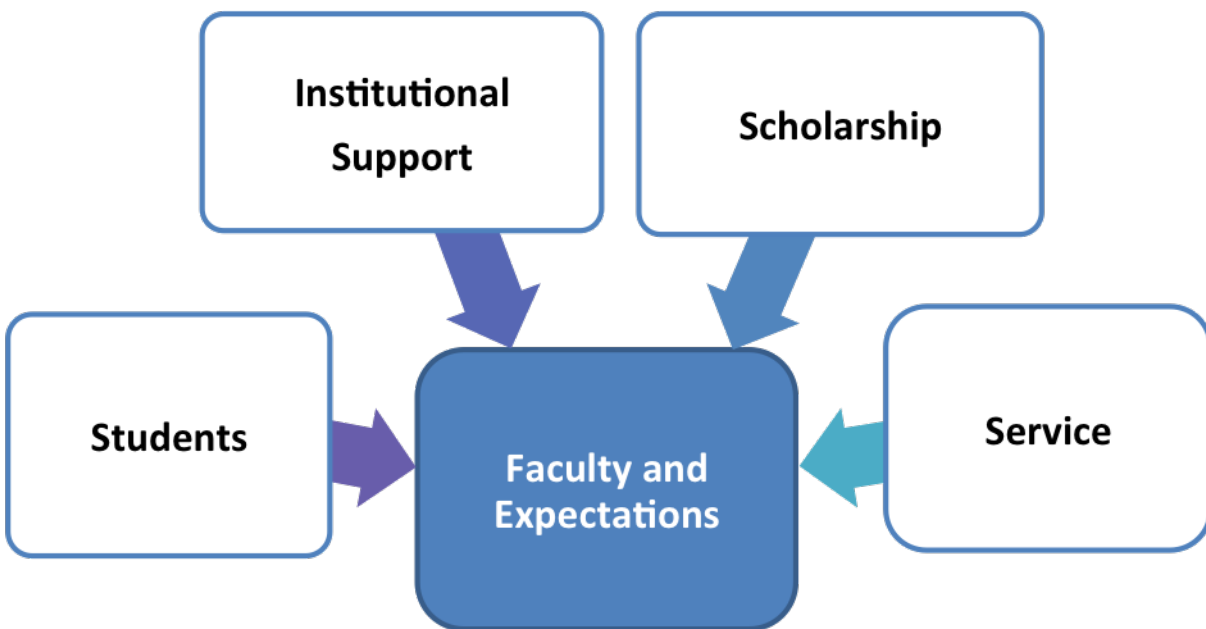 Institutional
Support
Scholarship
Students
Service
Faculty and
Expectations